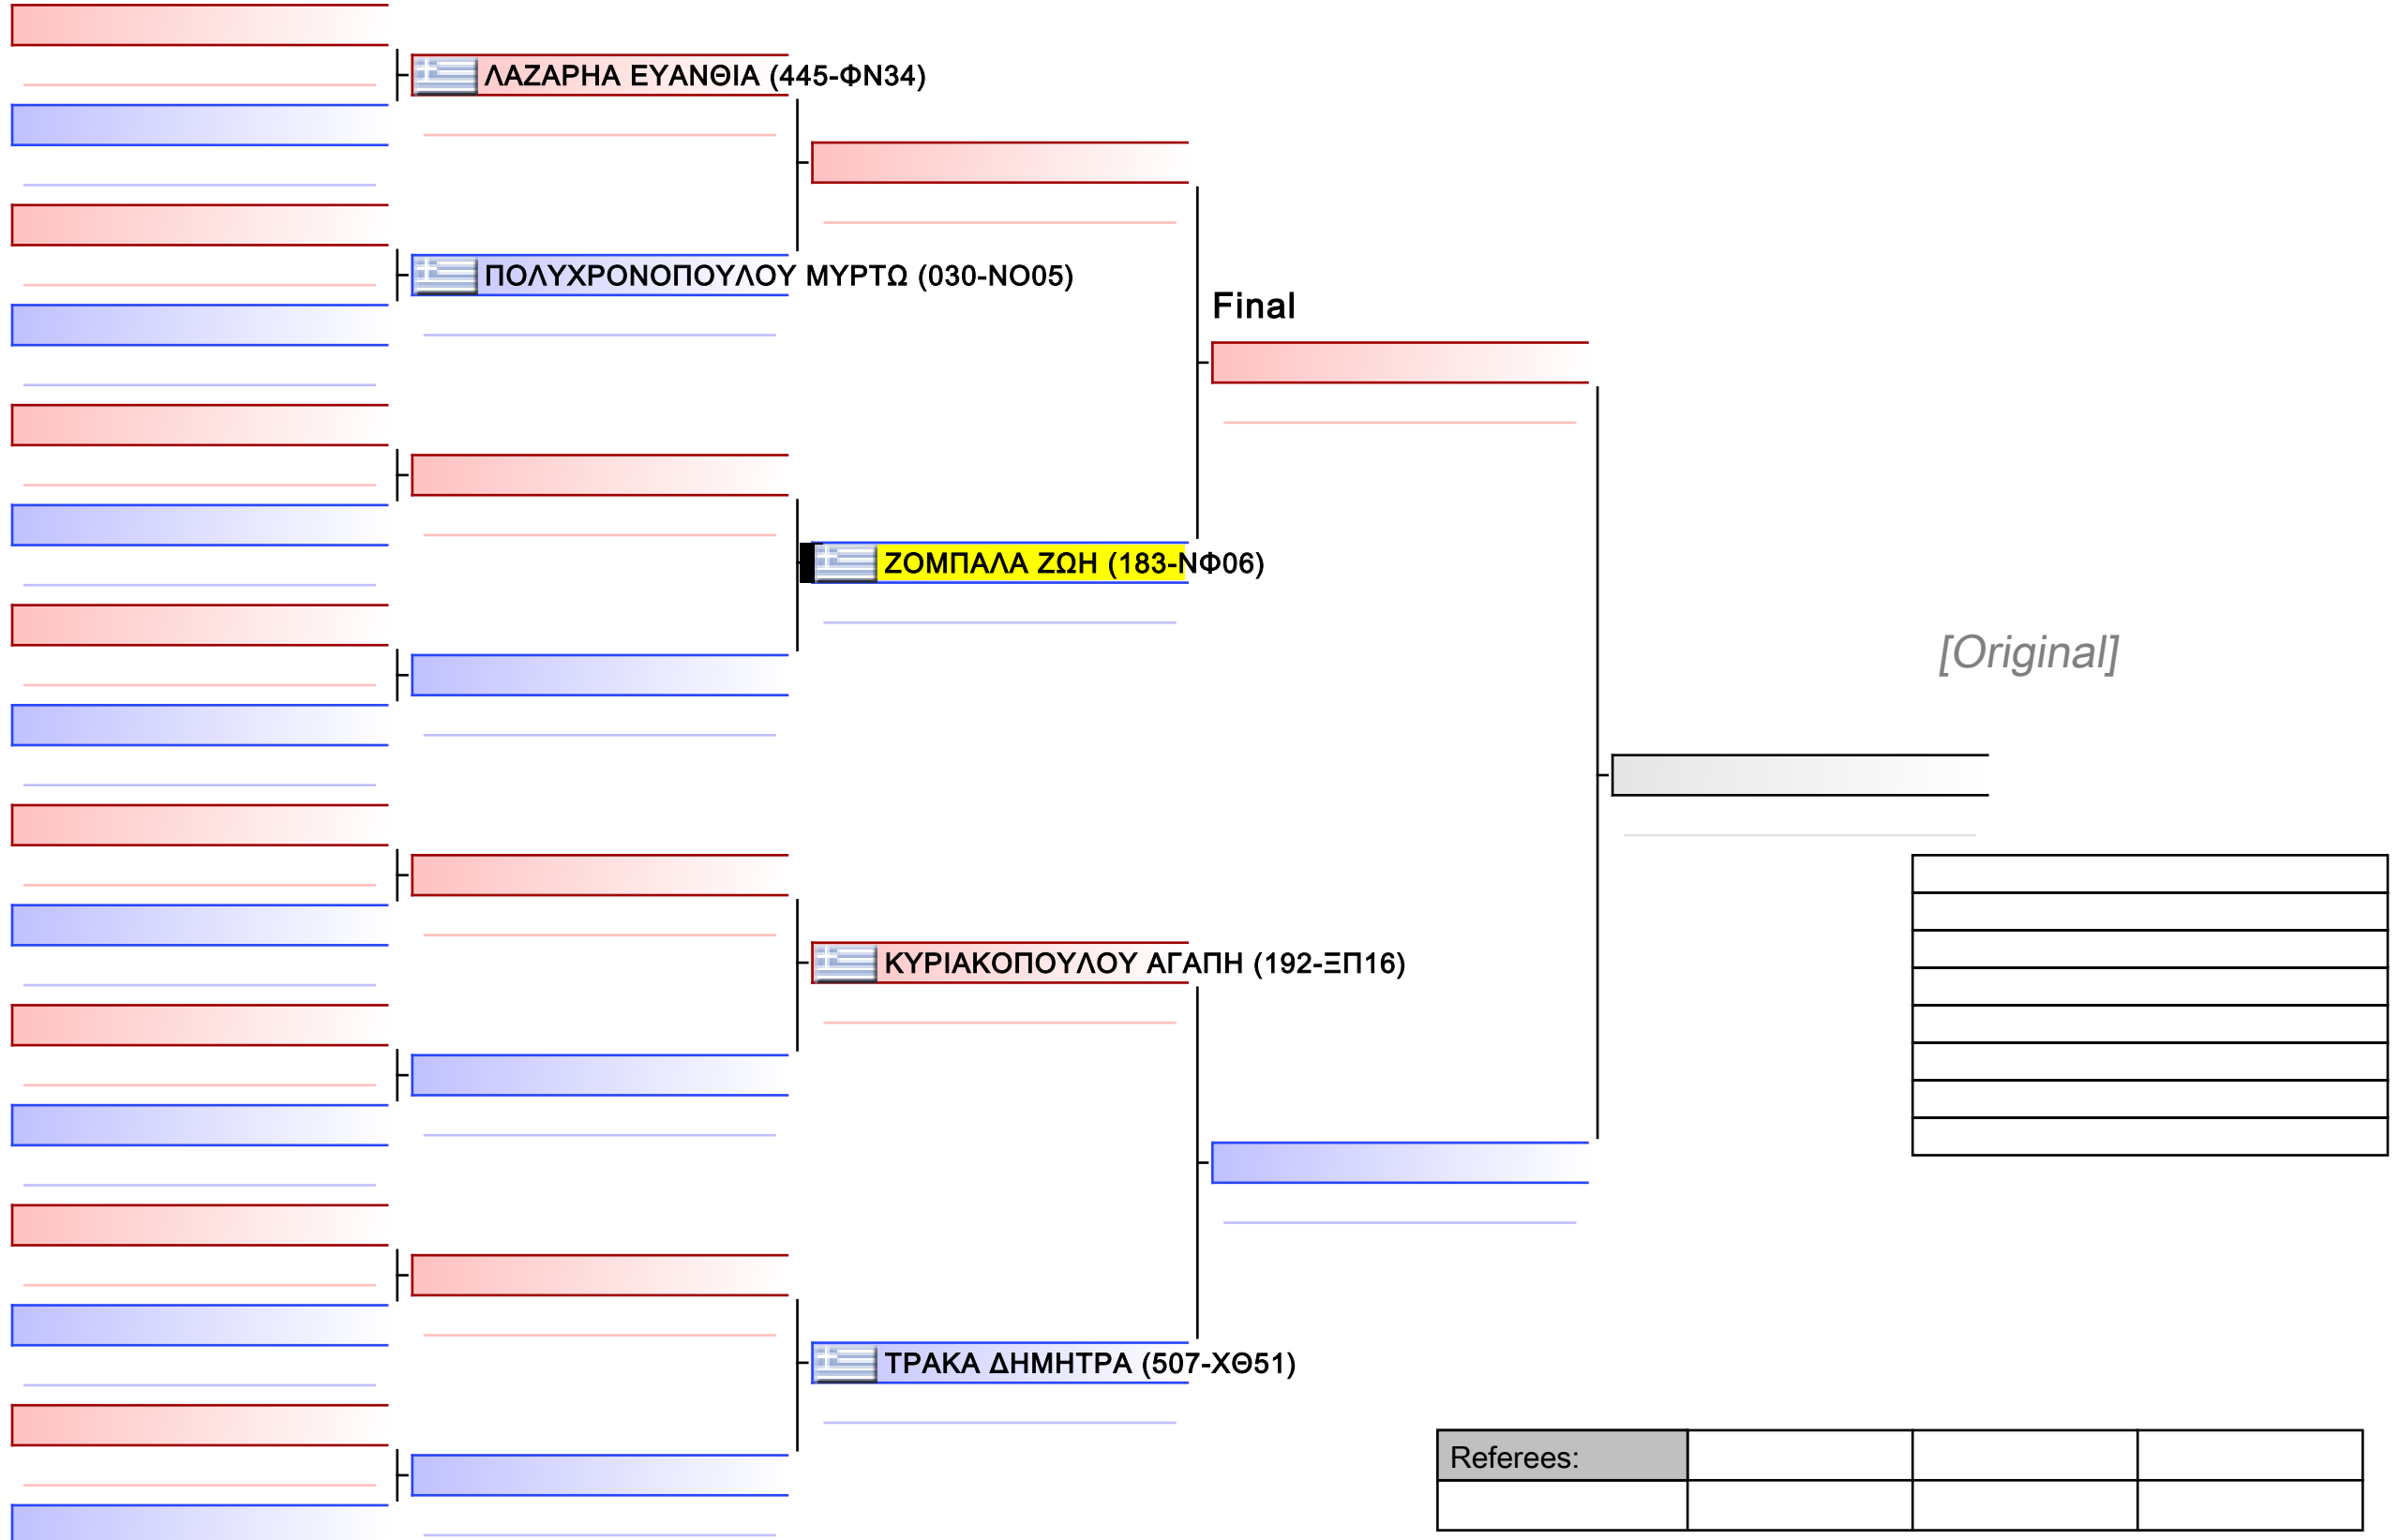 ΛΑΖΑΡΗΑ ΕΥΑΝΘΙΑ (445-ΦΝ34)
ΠΟΛΥΧΡΟΝΟΠΟΥΛΟΥ ΜΥΡΤΩ (030-ΝΟ05)
Final
ΖΟΜΠΑΛΑ ΖΩΗ (183-ΝΦ06)
[Original]
ΚΥΡΙΑΚΟΠΟΥΛΟΥ ΑΓΑΠΗ (192-ΞΠ16)
ΤΡΑΚΑ ΔΗΜΗΤΡΑ (507-ΧΘ51)
Referees: